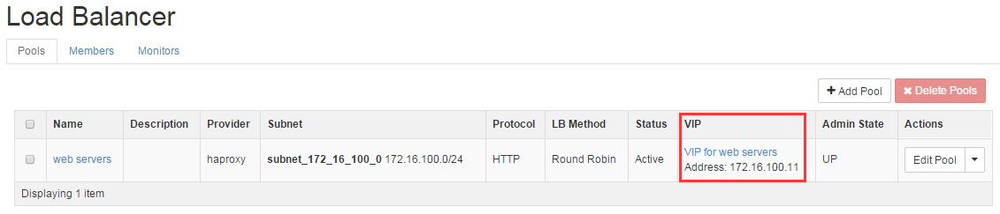 Load Balancer
Pools Members Monitors
+ Add Pool ✖ Delete Pools
Name Description Provider Subnet Protocol LB Method Status VIP Admin State Actions
web servers haproxy subnet_172_16_100_0 172.16.100.0/24 HTTP Round Robin Active VIP for web servers UP Edit Pool
Address: 172.16.100.11
Displaying 1 item